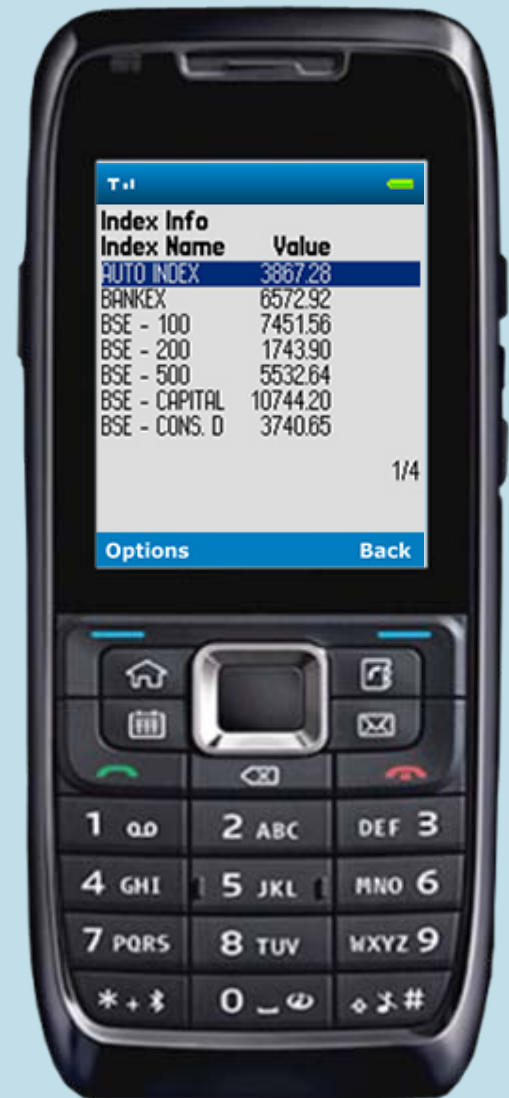 Index Info
Index Name Value
AUTO INDEX 3867.28
BANKEX 6572.92
BSE - 100 7451.56
BSE - 200 1743.90
BSE - 500 5532.64
BSE - CAPITAL 10744.20
BSE - CONS. D 3740.65
1/4
Options Back
1 2 ABC DEF 3
4 GHI 5 JKL MNO 6
7 PQRS 8 TUV WXYZ 9
* + 0 #